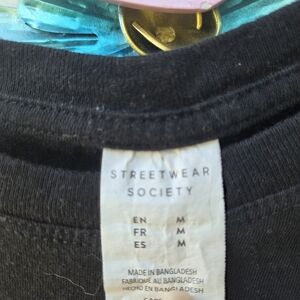 STREETWEAR
SOCIETY
EN M
FR M
ES M
MADE IN BANGLADESH
FABRIQUÉ AU BANGLADESH
HECHO EN BANGLADESH